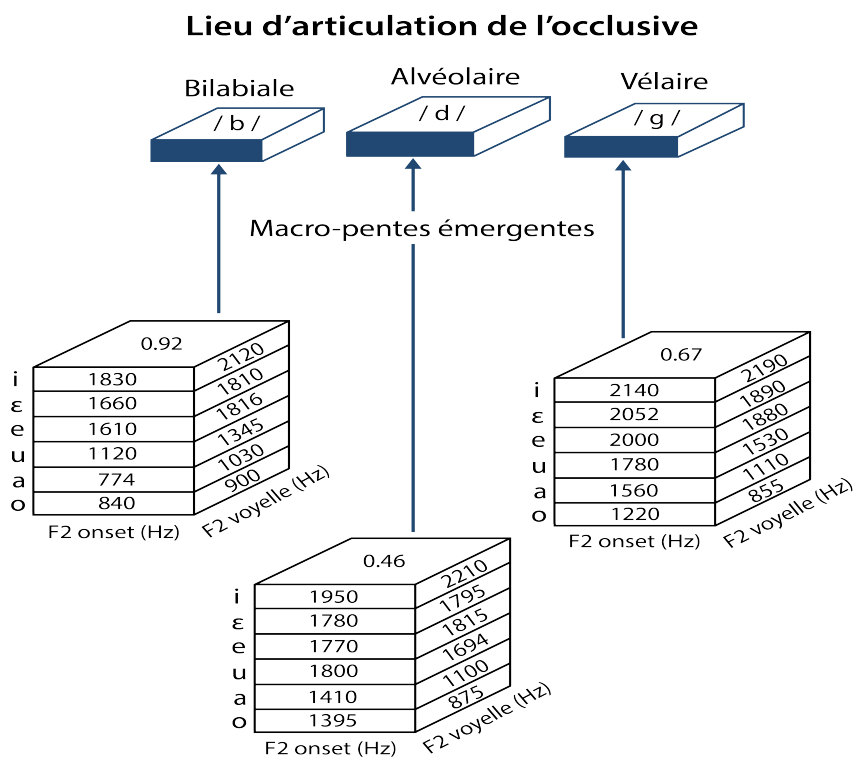 Lieu d’articulation de l’occlusive
Bilabiale
Alvéolaire
Vélaire
/ b /
/ d /
/ g /
Macro-pentes émergentes
0.92
i 1830 2120
ε 1660 1810
e 1610 1816
u 1120 1345
a 774 1030
o 840 900
F2 onset (Hz)
F2 voyelle (Hz)
0.67
i 2140 2190
ε 2052 1890
e 2000 1880
u 1780 1530
a 1560 1110
o 1220 855
F2 onset (Hz)
F2 voyelle (Hz)
0.46
i 1950 2210
ε 1780 1795
e 1770 1815
u 1800 1694
a 1410 1100
o 1395 875
F2 onset (Hz)
F2 voyelle (Hz)